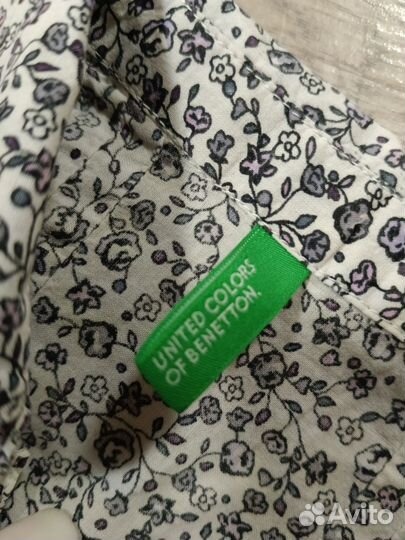 UNITED COLORS
OF BENETTON.
Avito